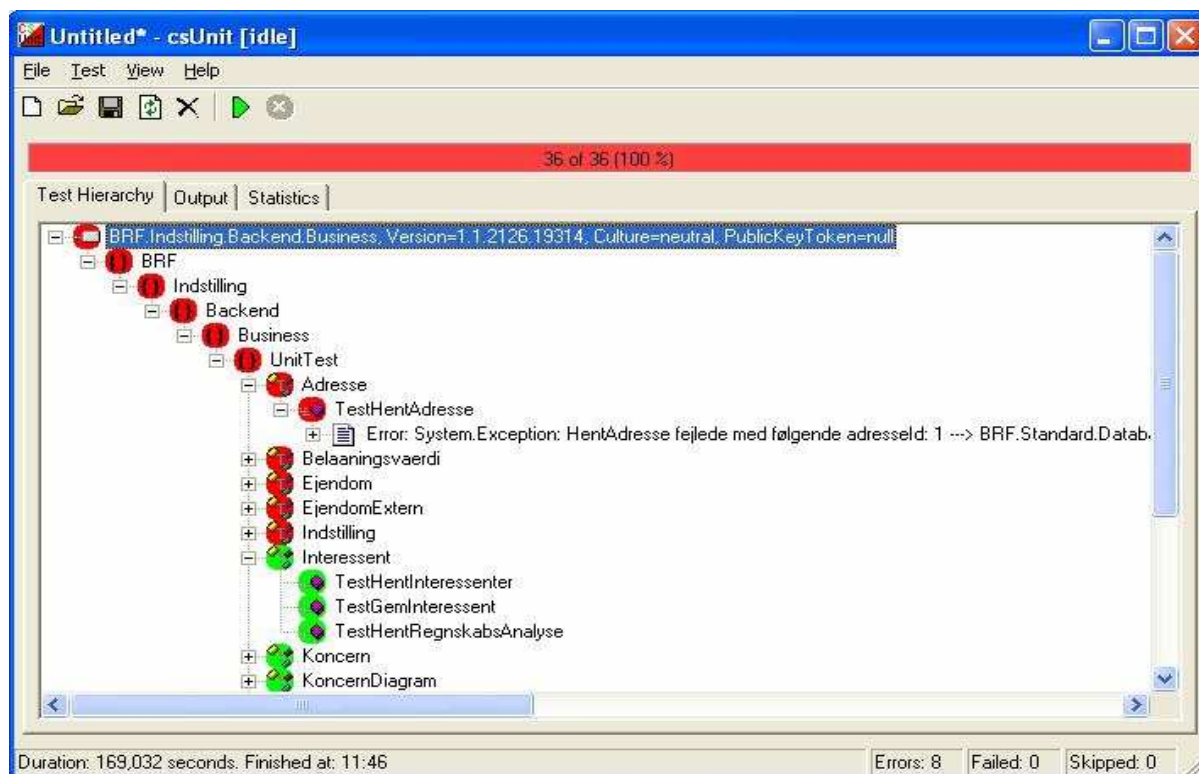 Untitled* - csUnit [idle]
File Test View Help
36 of 36 (100 %)
Test Hierarchy Output Statistics
BRF.Indstilling.Backend.Business, Version=1.1.2126.19314, Culture=neutral, PublicKeyToken=null
BRF
Indstilling
Backend
Business
UnitTest
Adresse
TestHentAdresse
Error: System.Exception: HentAdresse fejlede med følgende adresseId: 1 ---> BRF.Standard.Datab
Belaaningsvaerdi
Ejendom
EjendomExtern
Indstilling
Interessent
TestHentInteressenter
TestGemInteressent
TestHentRegnskabsAnalyse
Koncern
KoncernDiagram
Duration: 169,032 seconds. Finished at: 11:46 Errors: 8 Failed: 0 Skipped: 0